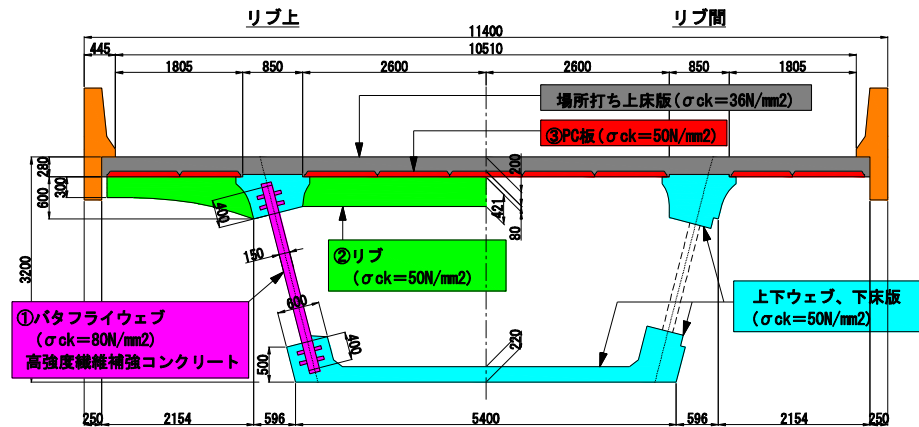 リブ上
リブ間
11400
445
10510
1805
850
2600
2600
850
1805
場所打ち上床版(σck=36N/mm2)
③PC板(σck=50N/mm2)
280
300
600
3200
200
421
80
400
150
②リブ
(σck=50N/mm2)
①バタフライウェブ
(σck=80N/mm2)
高強度繊維補強コンクリート
600
400
500
220
上下ウェブ、下床版
(σck=50N/mm2)
250
2154
596
5400
596
2154
250